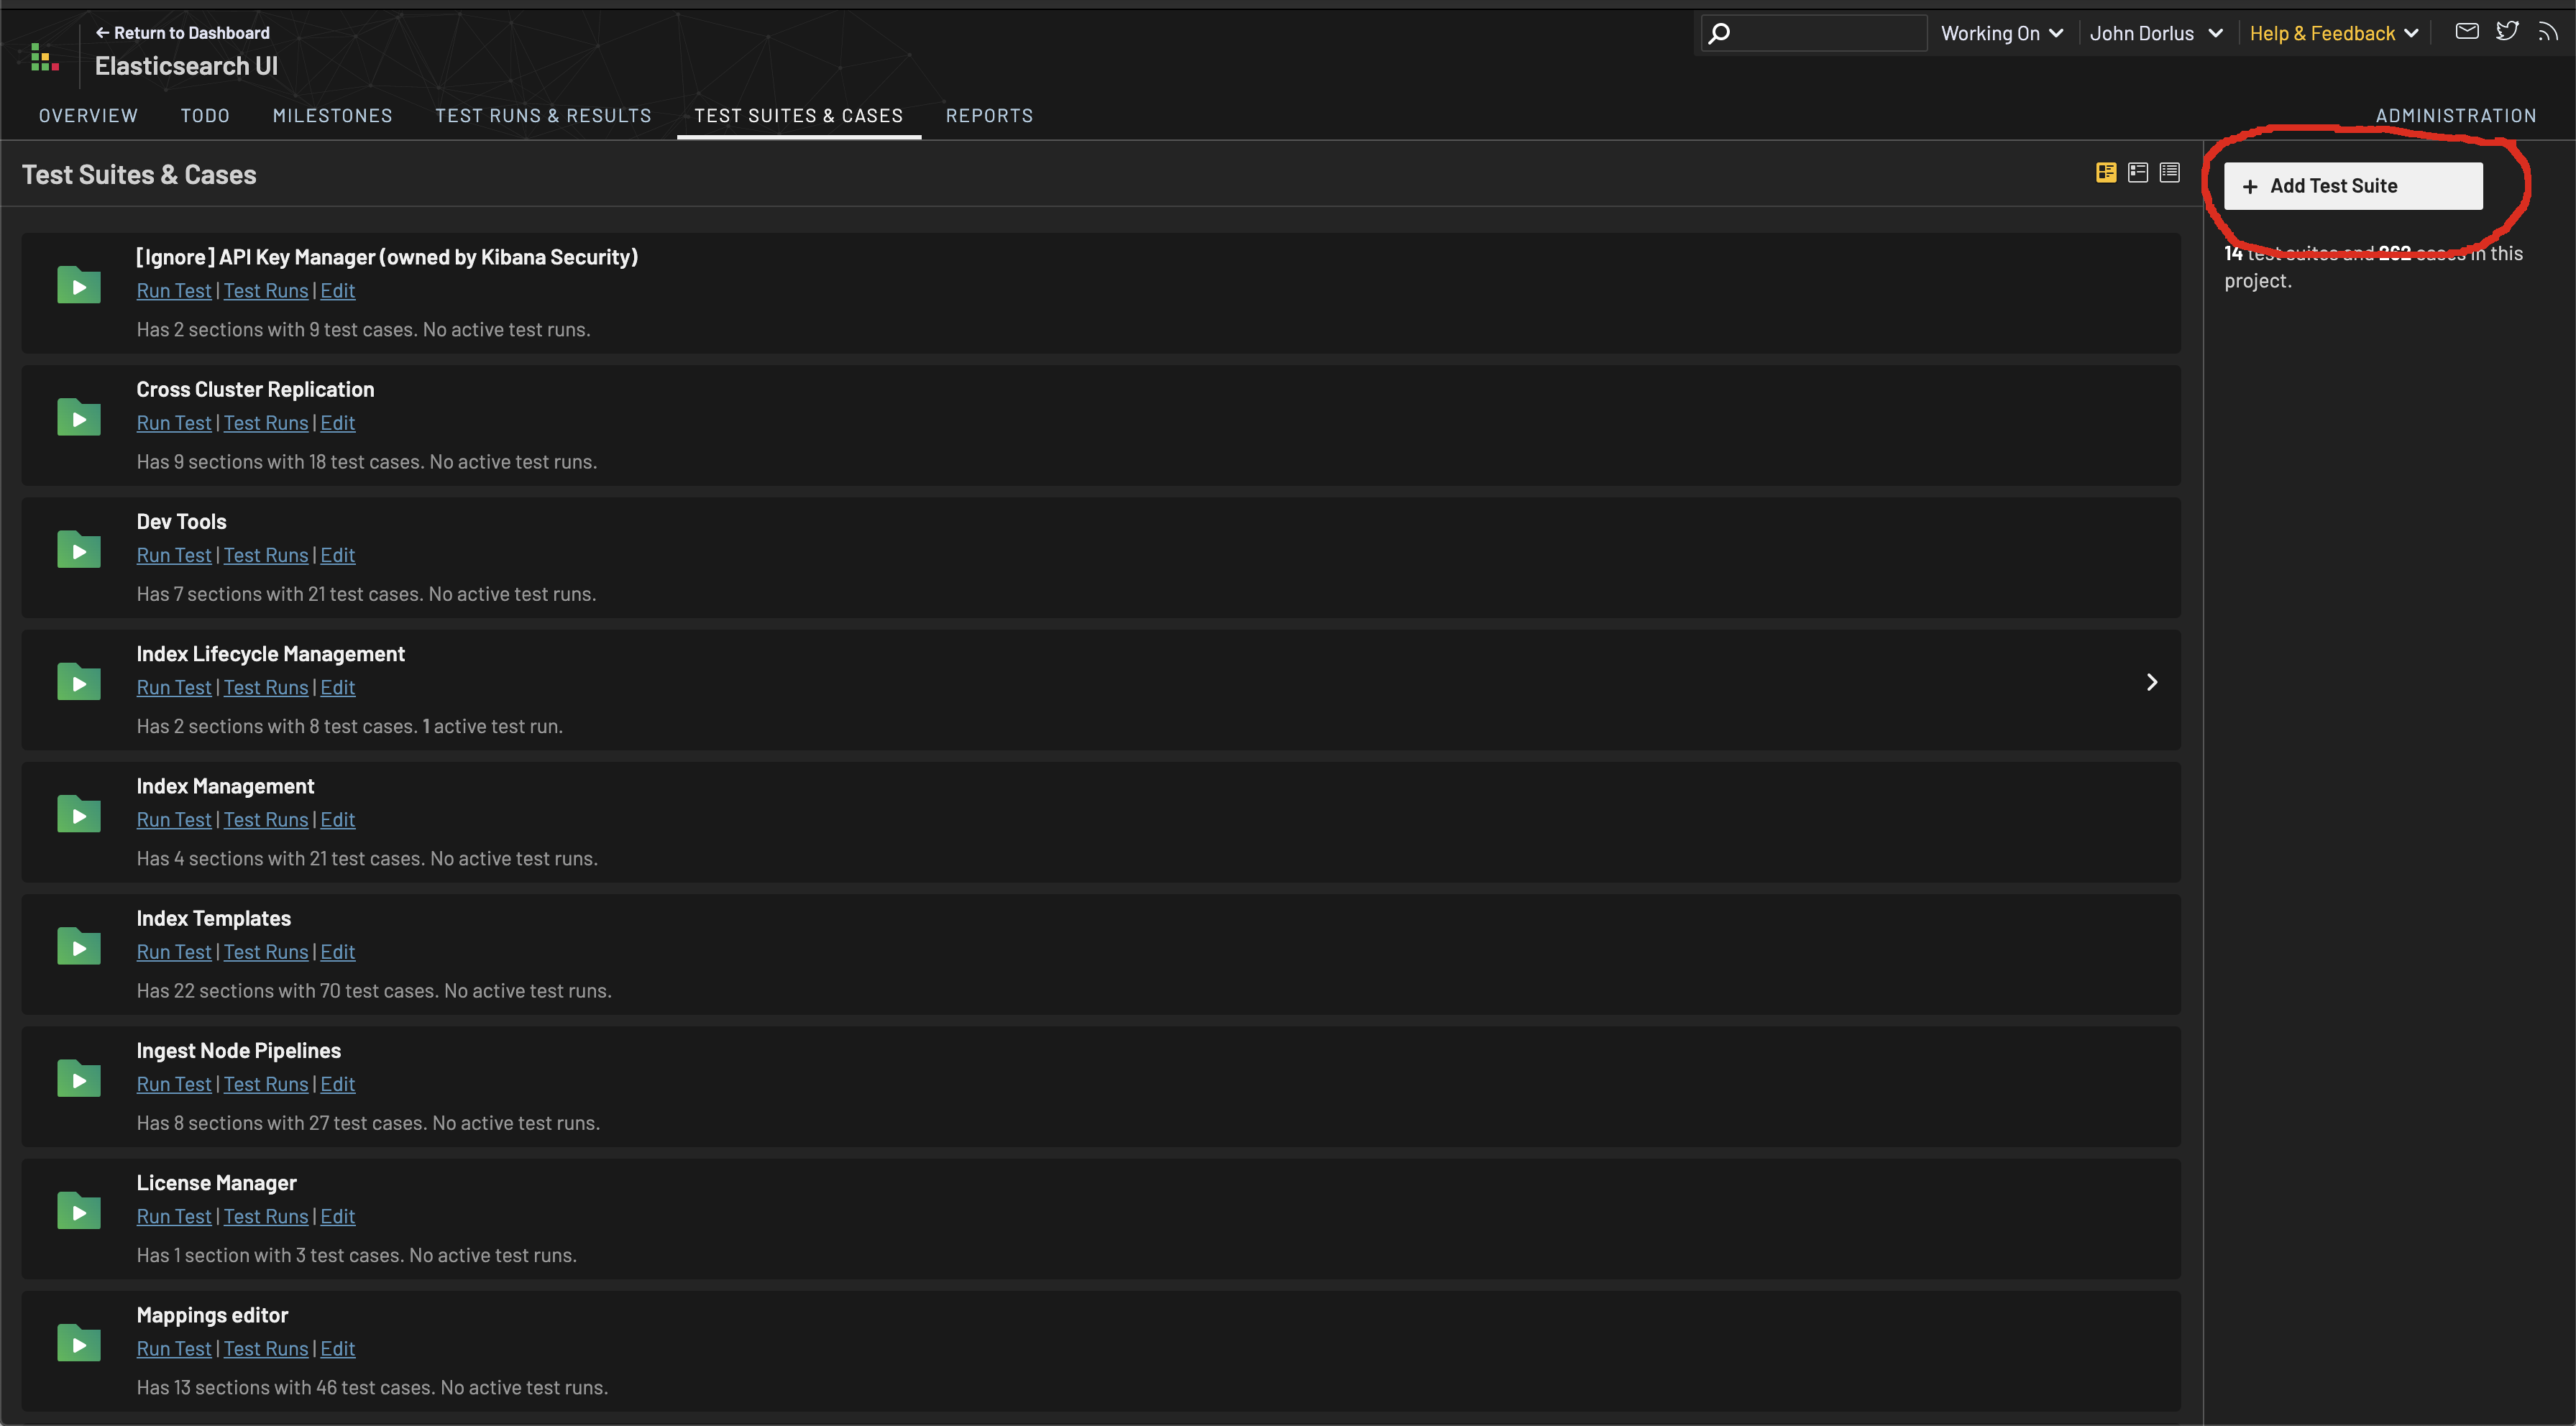 ← Return to Dashboard
Elasticsearch UI
Working On
John Dorlus
Help & Feedback
OVERVIEW
TODO
MILESTONES
TEST RUNS & RESULTS
TEST SUITES & CASES
REPORTS
ADMINISTRATION
Test Suites & Cases
+ Add Test Suite
14 test suites and 262 cases in this
project.
[Ignore] API Key Manager (owned by Kibana Security)
Run Test | Test Runs | Edit
Has 2 sections with 9 test cases. No active test runs.
Cross Cluster Replication
Run Test | Test Runs | Edit
Has 9 sections with 18 test cases. No active test runs.
Dev Tools
Run Test | Test Runs | Edit
Has 7 sections with 21 test cases. No active test runs.
Index Lifecycle Management
Run Test | Test Runs | Edit
Has 2 sections with 8 test cases. 1 active test run.
Index Management
Run Test | Test Runs | Edit
Has 4 sections with 21 test cases. No active test runs.
Index Templates
Run Test | Test Runs | Edit
Has 22 sections with 70 test cases. No active test runs.
Ingest Node Pipelines
Run Test | Test Runs | Edit
Has 8 sections with 27 test cases. No active test runs.
License Manager
Run Test | Test Runs | Edit
Has 1 section with 3 test cases. No active test runs.
Mappings editor
Run Test | Test Runs | Edit
Has 13 sections with 46 test cases. No active test runs.